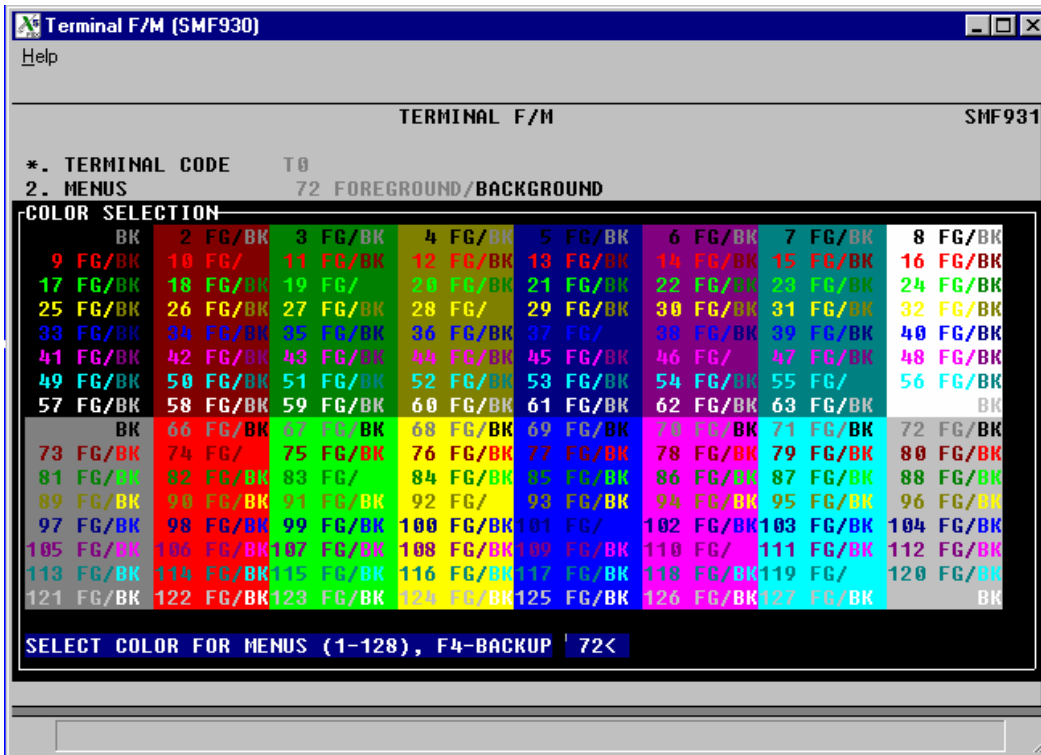 Terminal F/M (SMF930)
Help
TERMINAL F/M SMF931
*. TERMINAL CODE T0
2. MENUS 72 FOREGROUND/BACKGROUND
COLOR SELECTION
BK 2 FG/BK 3 FG/BK 4 FG/BK 5 FG/BK 6 FG/BK 7 FG/BK 8 FG/BK
9 FG/BK 10 FG/ 11 FG/BK 12 FG/BK 13 FG/BK 14 FG/BK 15 FG/BK 16 FG/BK
17 FG/BK 18 FG/BK 19 FG/ 20 FG/BK 21 FG/BK 22 FG/BK 23 FG/BK 24 FG/BK
25 FG/BK 26 FG/BK 27 FG/BK 28 FG/ 29 FG/BK 30 FG/BK 31 FG/BK 32 FG/BK
33 FG/BK 34 FG/BK 35 FG/BK 36 FG/BK 37 FG/ 38 FG/BK 39 FG/BK 40 FG/BK
41 FG/BK 42 FG/BK 43 FG/BK 44 FG/BK 45 FG/BK 46 FG/ 47 FG/BK 48 FG/BK
49 FG/BK 50 FG/BK 51 FG/BK 52 FG/BK 53 FG/BK 54 FG/BK 55 FG/ 56 FG/BK
57 FG/BK 58 FG/BK 59 FG/BK 60 FG/BK 61 FG/BK 62 FG/BK 63 FG/BK BK
BK 66 FG/BK 67 FG/BK 68 FG/BK 69 FG/BK 70 FG/BK 71 FG/BK 72 FG/BK
73 FG/BK 74 FG/ 75 FG/BK 76 FG/BK 77 FG/BK 78 FG/BK 79 FG/BK 80 FG/BK
81 FG/BK 82 FG/BK 83 FG/ 84 FG/BK 85 FG/BK 86 FG/BK 87 FG/BK 88 FG/BK
89 FG/BK 90 FG/BK 91 FG/BK 92 FG/ 93 FG/BK 94 FG/BK 95 FG/BK 96 FG/BK
97 FG/BK 98 FG/BK 99 FG/BK 100 FG/BK 101 FG/ 102 FG/BK 103 FG/BK 104 FG/BK
105 FG/BK 106 FG/BK 107 FG/BK 108 FG/BK 109 FG/BK 110 FG/ 111 FG/BK 112 FG/BK
113 FG/BK 114 FG/BK 115 FG/BK 116 FG/BK 117 FG/BK 118 FG/BK 119 FG/ 120 FG/BK
121 FG/BK 122 FG/BK 123 FG/BK 124 FG/BK 125 FG/BK 126 FG/BK 127 FG/BK BK
SELECT COLOR FOR MENUS (1-128), F4-BACKUP ' 72<